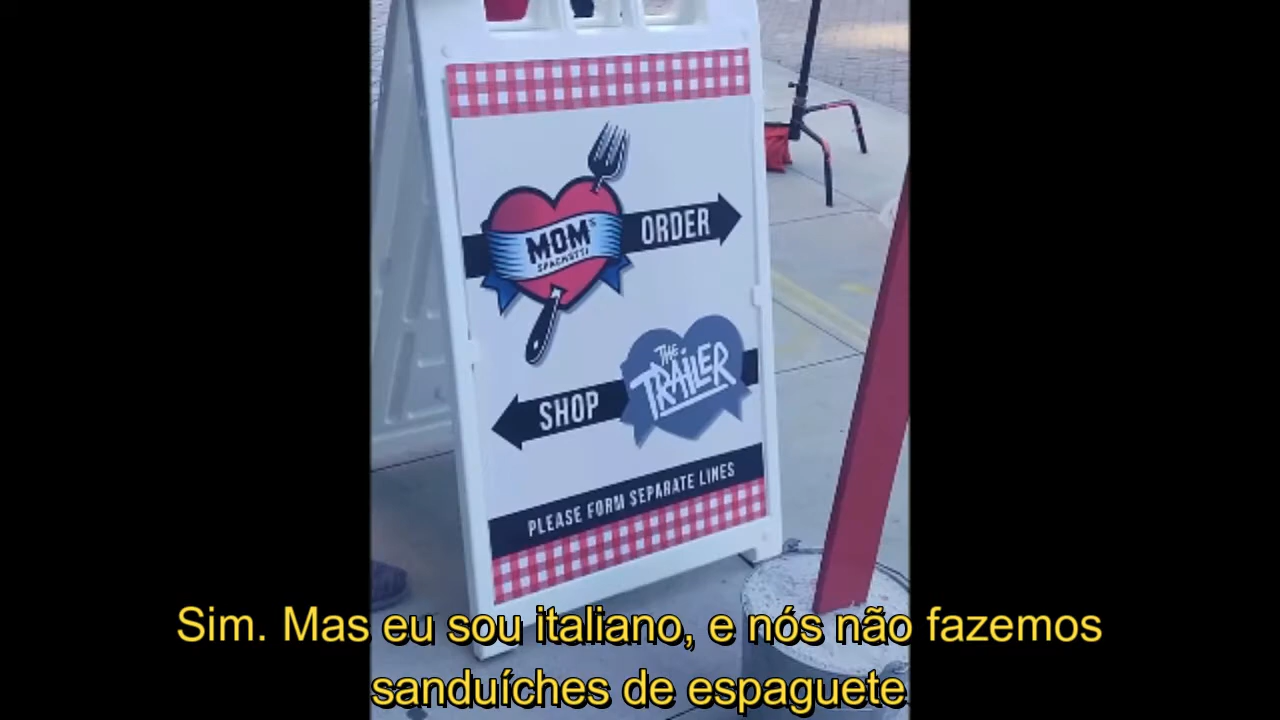 MOM's
SPAGHETTI
ORDER
THE
TRAILER
SHOP
PLEASE FORM SEPARATE LINES
Sim. Mas eu sou italiano, e nós não fazemos
sanduíches de espaguete